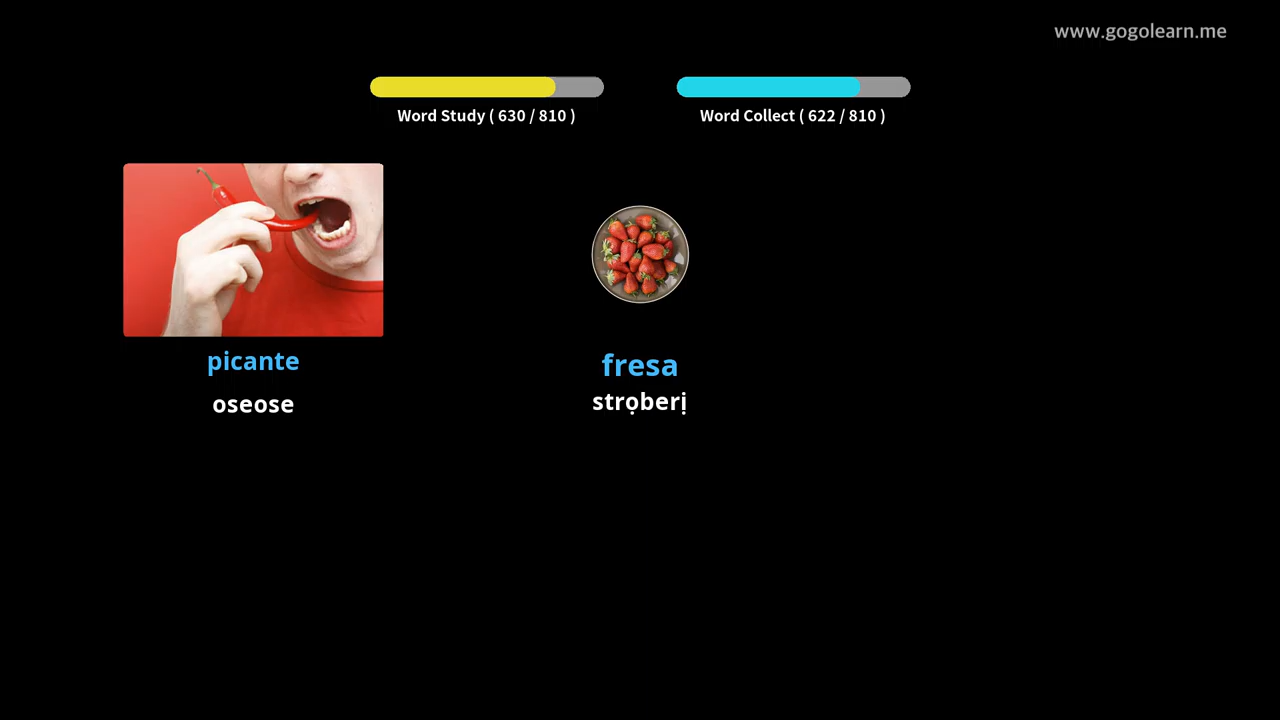 www.gogolearn.me
Word Study ( 630 / 810 )
Word Collect ( 622 / 810 )
picante
oseose
fresa
strọberị